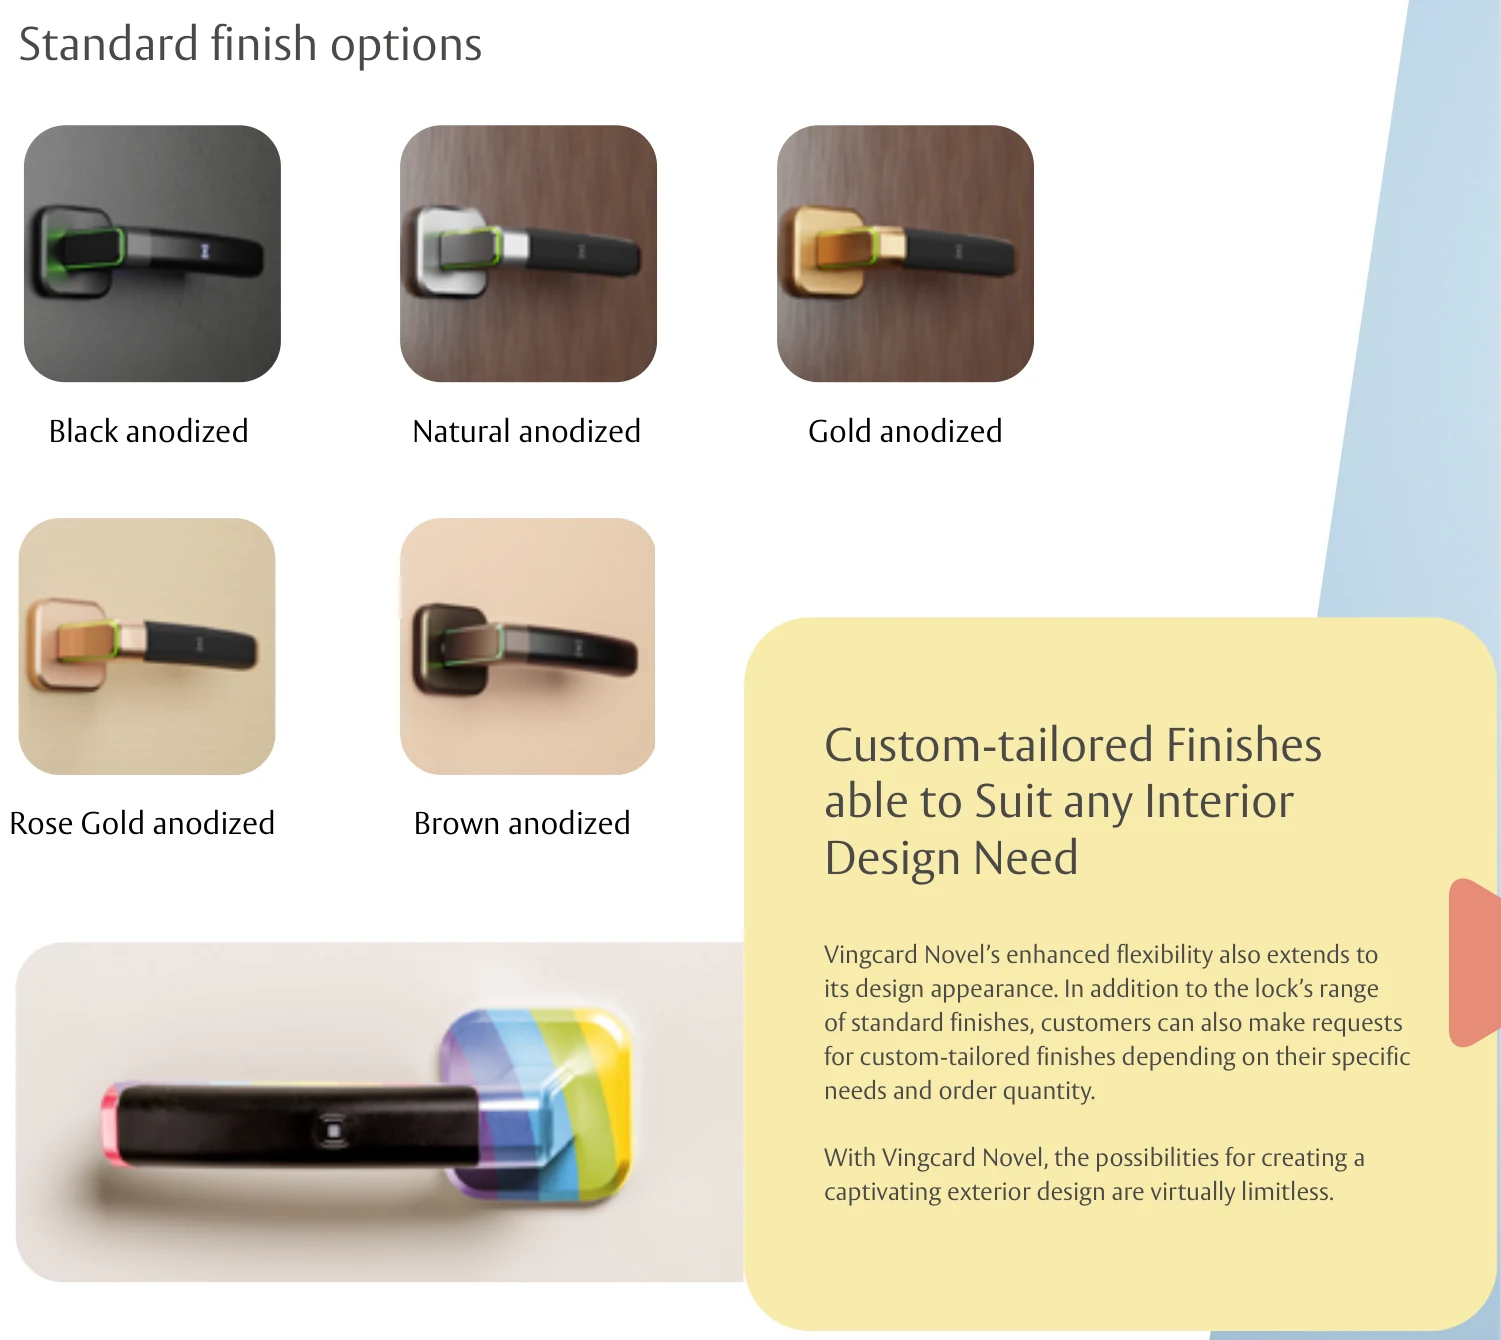 Standard finish options
Black anodized
Natural anodized
Gold anodized
Rose Gold anodized
Brown anodized
Custom-tailored Finishes
able to Suit any Interior
Design Need
Vingcard Novel’s enhanced flexibility also extends to
its design appearance. In addition to the lock’s range
of standard finishes, customers can also make requests
for custom-tailored finishes depending on their specific
needs and order quantity.
With Vingcard Novel, the possibilities for creating a
captivating exterior design are virtually limitless.